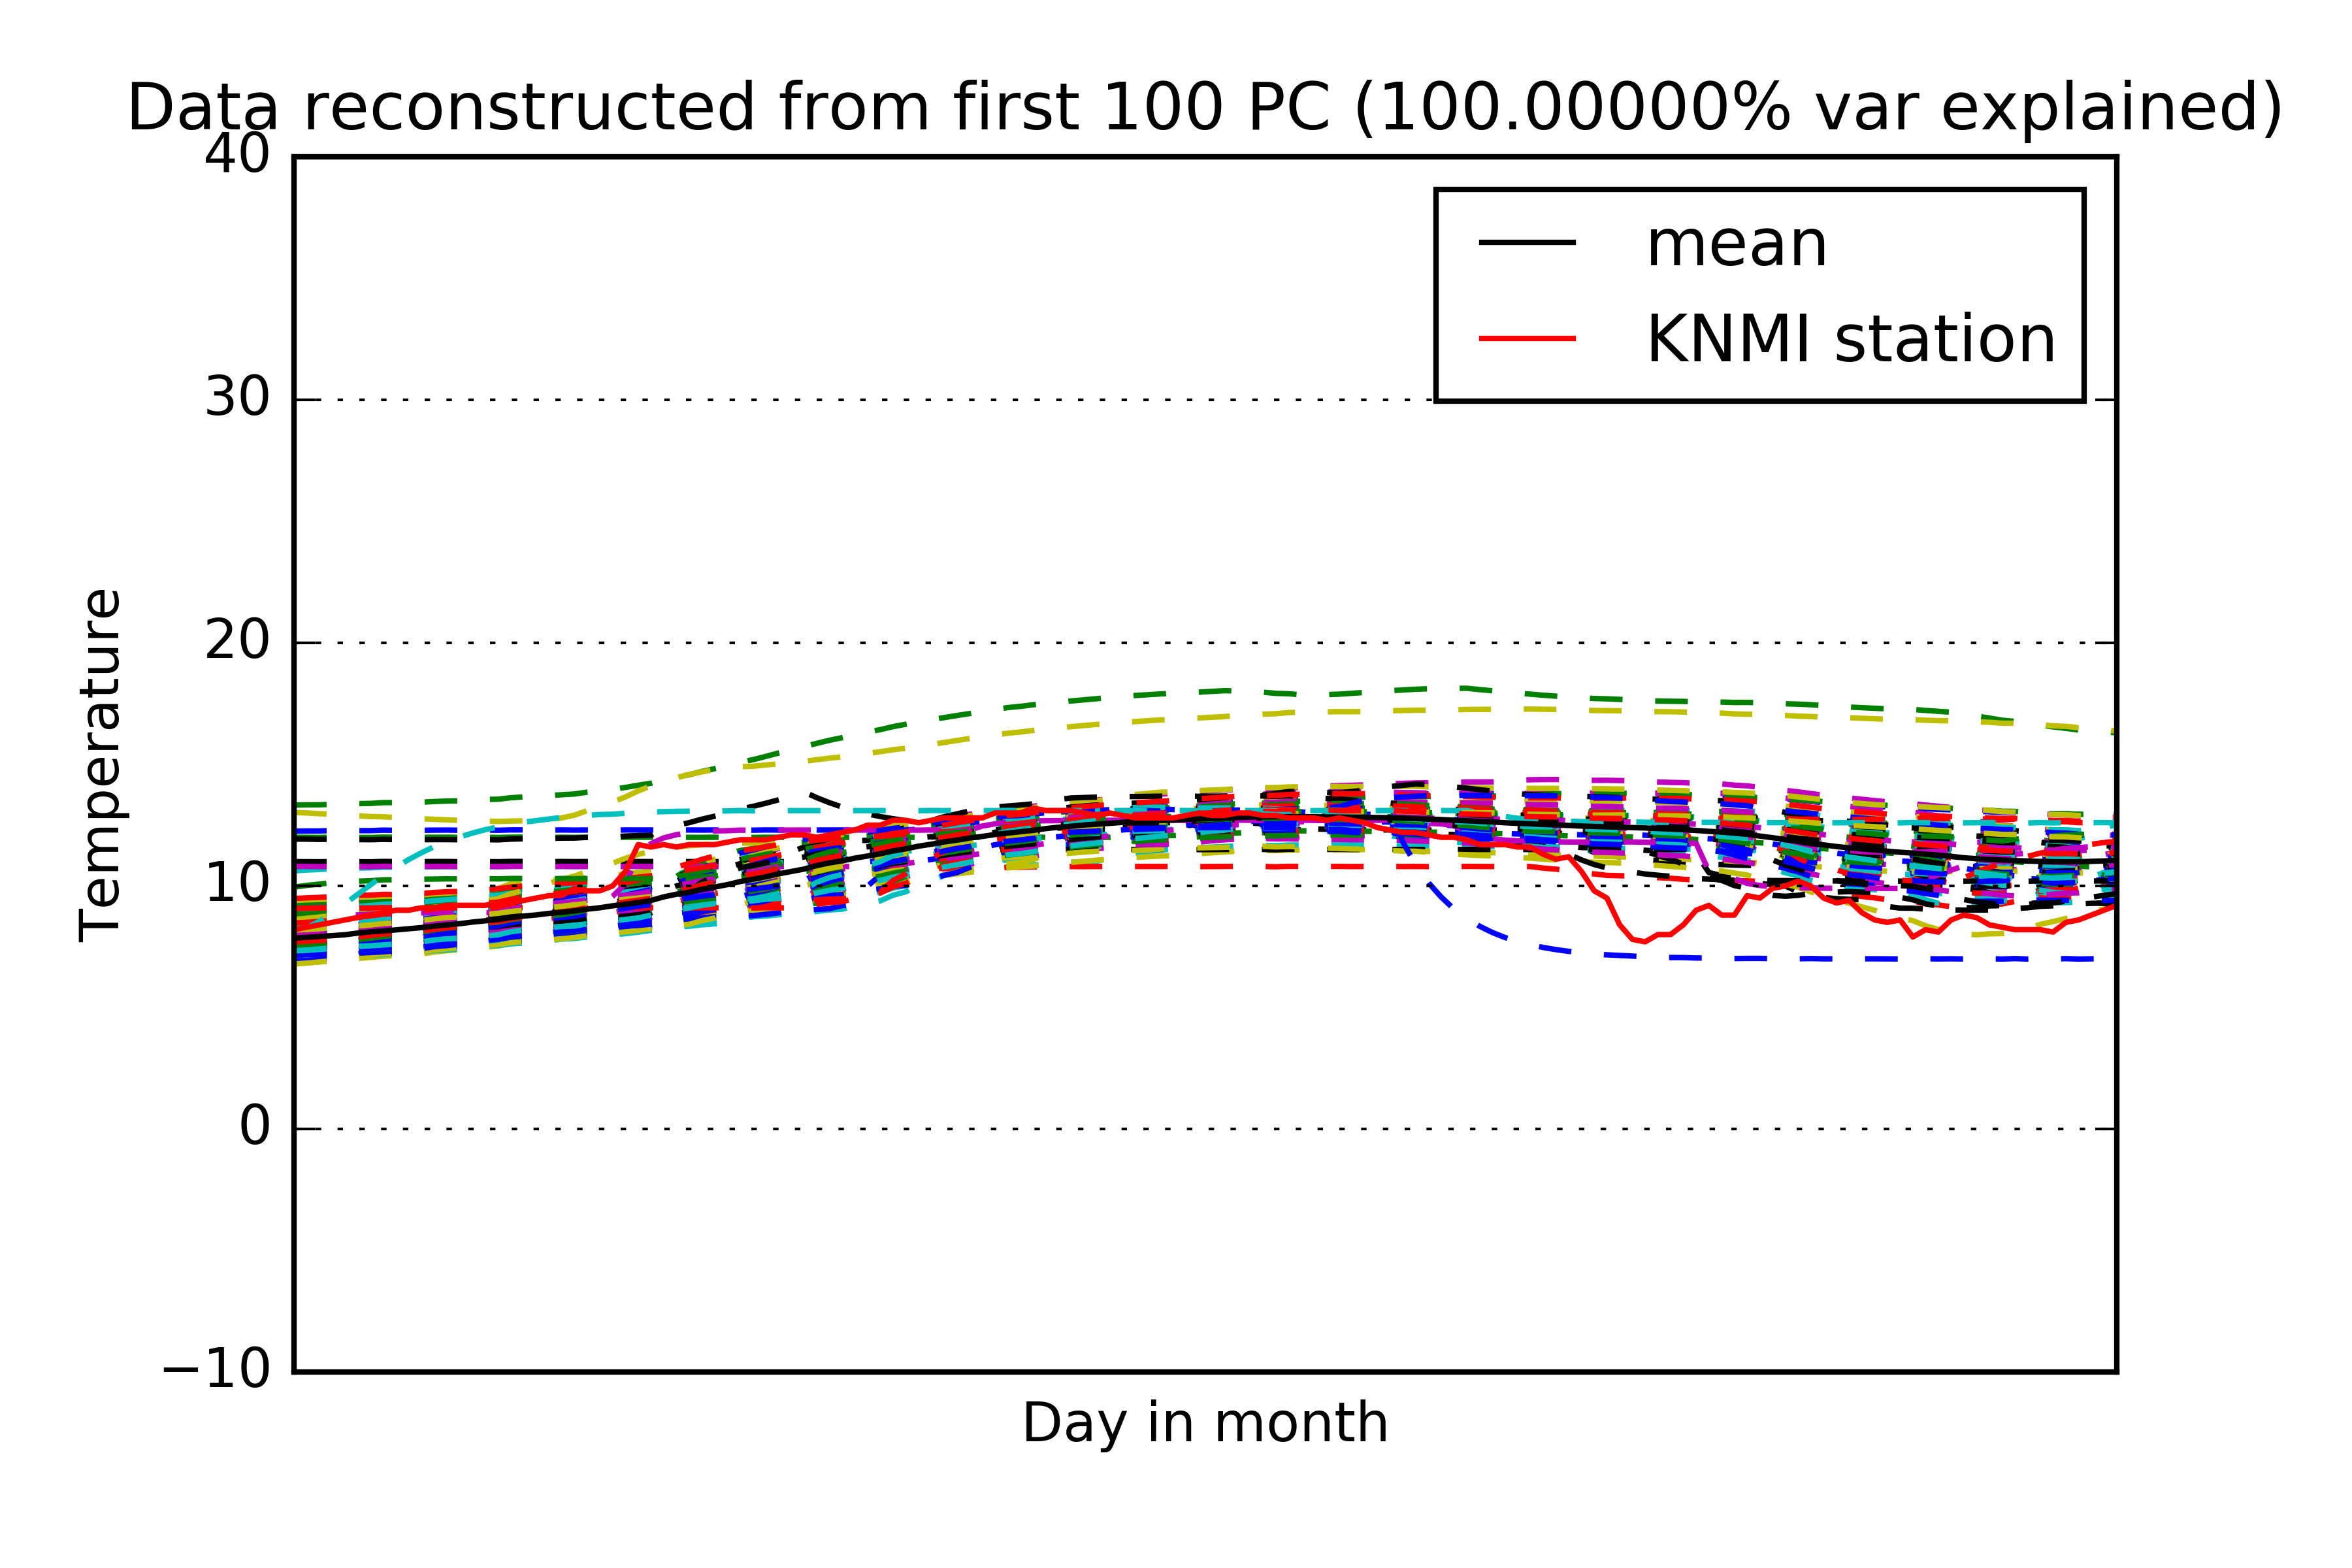 Data reconstructed from first 100 PC (100.00000% var explained)
40
30
20
10
0
−10
Temperature
mean
KNMI station
Day in month